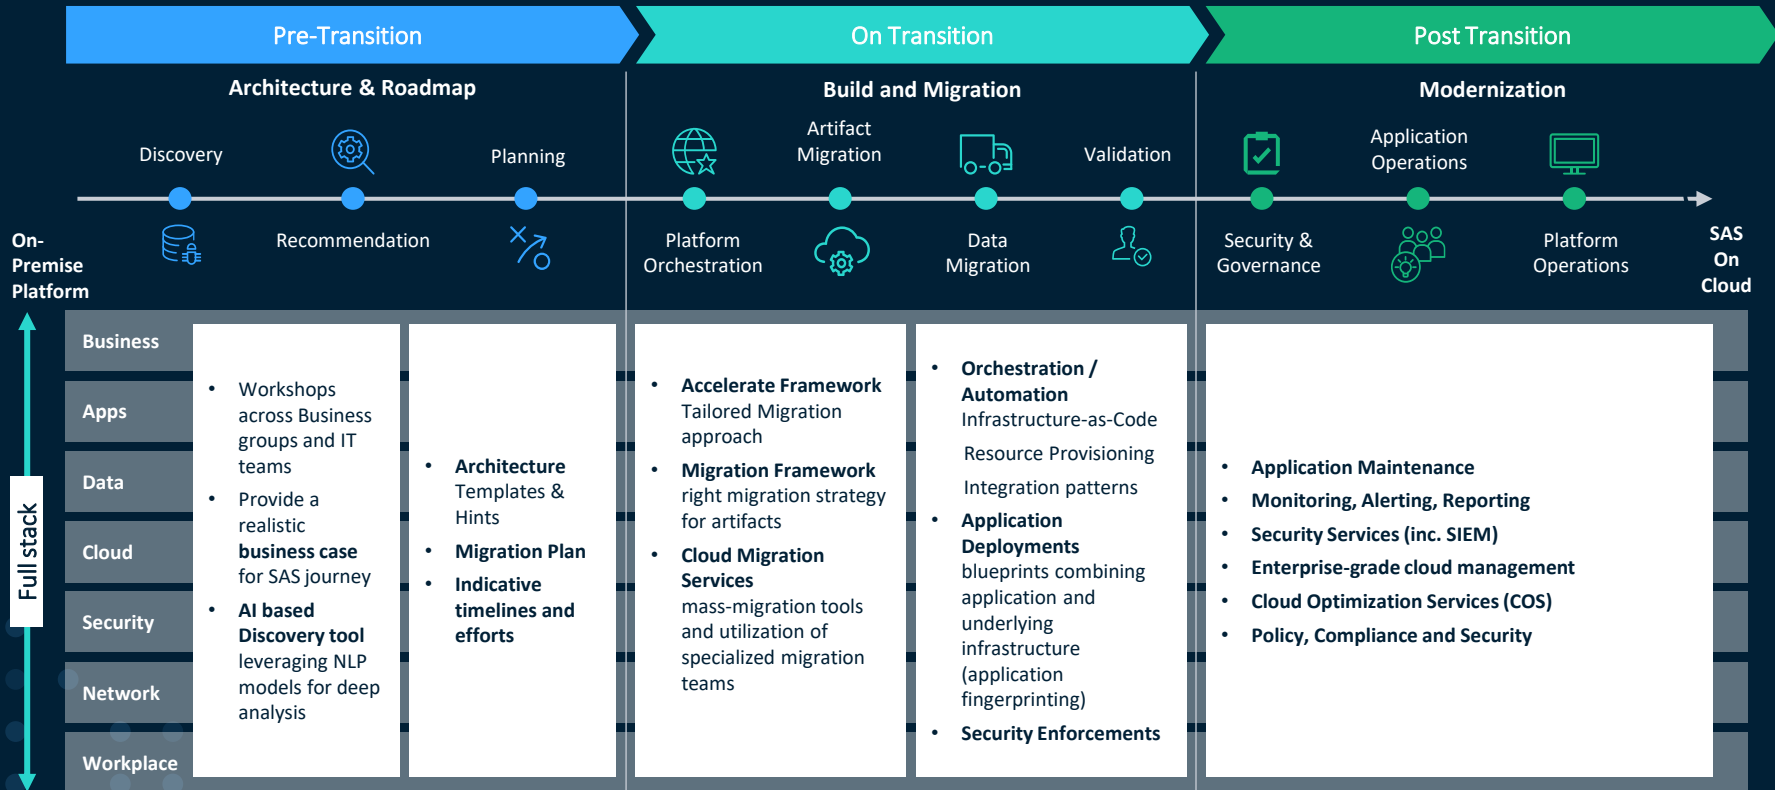 Pre-Transition
On Transition
Post Transition
Architecture & Roadmap
Build and Migration
Modernization
Discovery
Planning
Artifact
Migration
Validation
Application
Operations
On-
Premise
Platform
Recommendation
Platform
Orchestration
Data
Migration
Security &
Governance
Platform
Operations
SAS
On
Cloud
Full stack
Business
Apps
Data
Cloud
Security
Network
Workplace
• Workshops
across Business
groups and IT
teams
• Provide a
realistic
business case
for SAS journey
• AI based
Discovery tool
leveraging NLP
models for deep
analysis
• Architecture
Templates &
Hints
• Migration Plan
• Indicative
timelines and
efforts
• Accelerate Framework
Tailored Migration
approach
• Migration Framework
right migration strategy
for artifacts
• Cloud Migration
Services
mass-migration tools
and utilization of
specialized migration
teams
• Orchestration /
Automation
Infrastructure-as-Code
Resource Provisioning
Integration patterns
• Application
Deployments
blueprints combining
application and
underlying
infrastructure
(application
fingerprinting)
• Security Enforcements
• Application Maintenance
• Monitoring, Alerting, Reporting
• Security Services (inc. SIEM)
• Enterprise-grade cloud management
• Cloud Optimization Services (COS)
• Policy, Compliance and Security